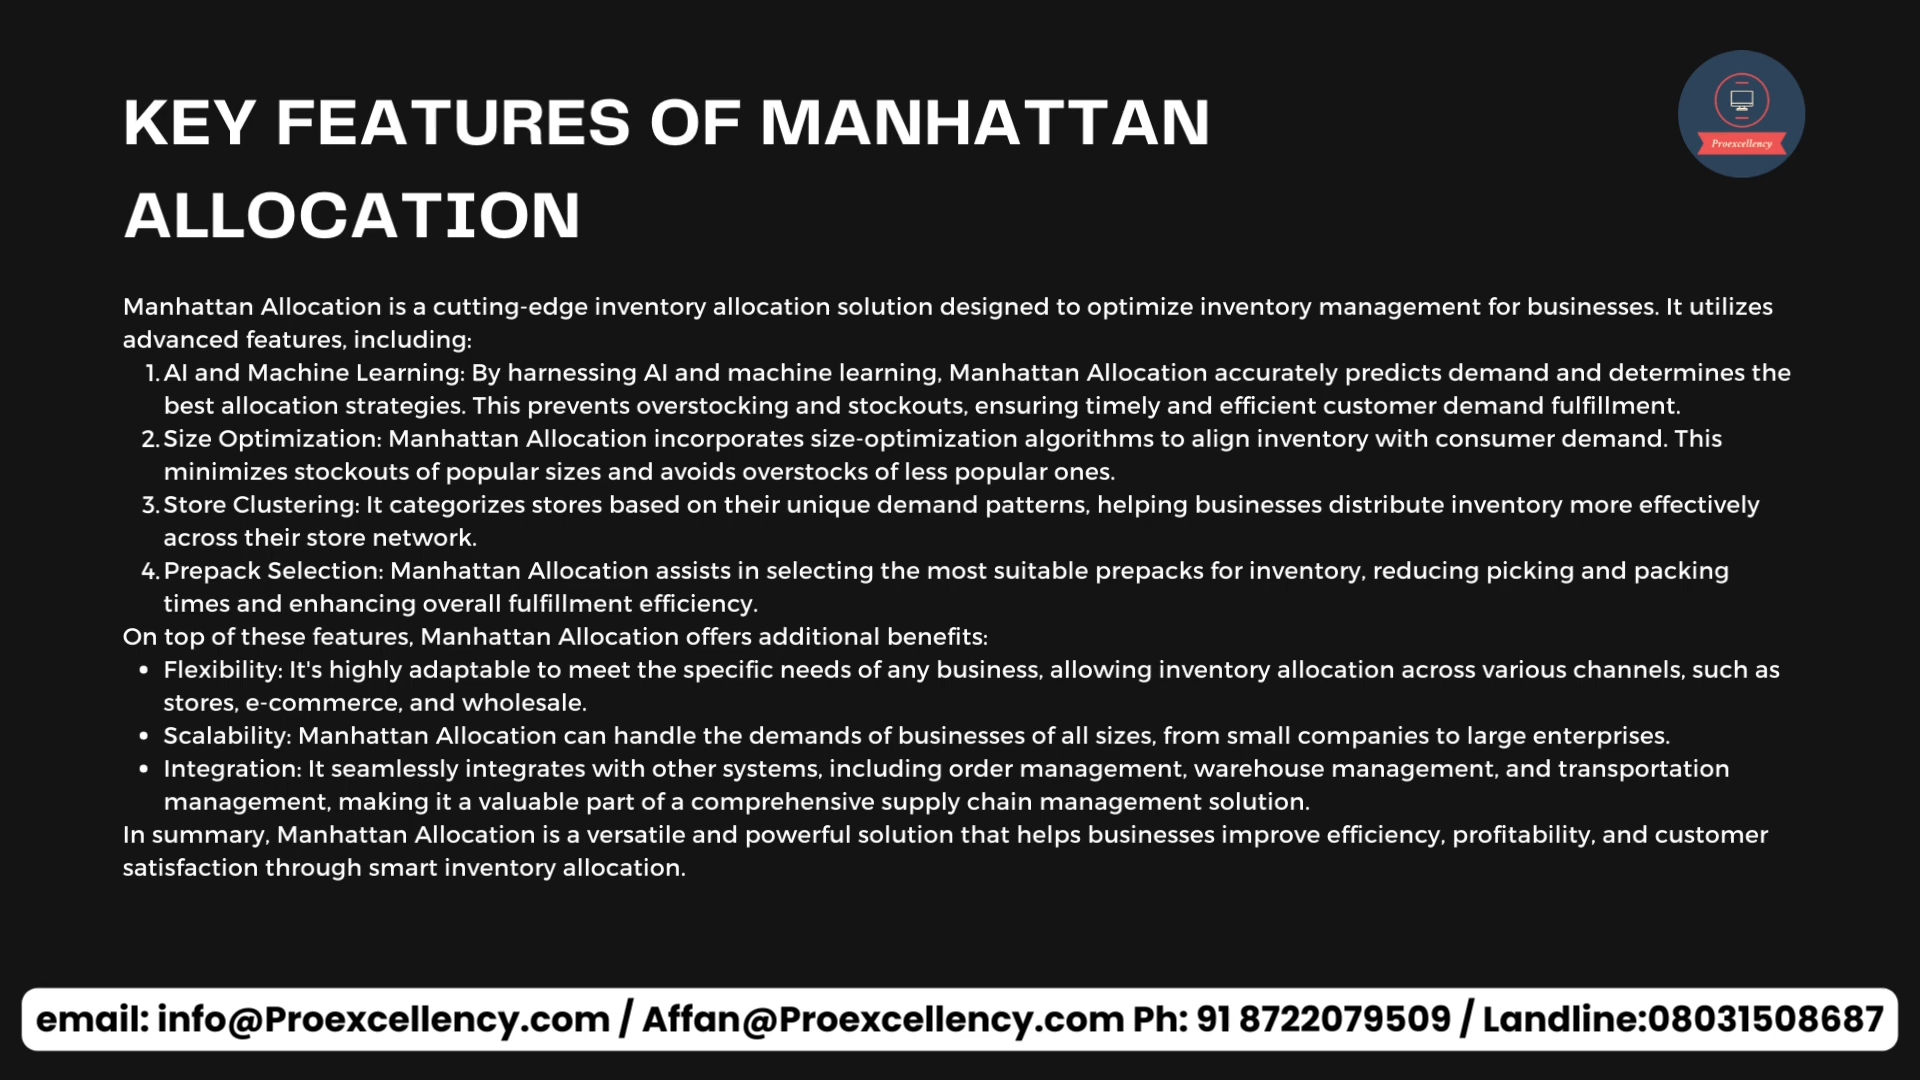 KEY FEATURES OF MANHATTAN
ALLOCATION
Proexcellency
Manhattan Allocation is a cutting-edge inventory allocation solution designed to optimize inventory management for businesses. It utilizes
advanced features, including:
1. AI and Machine Learning: By harnessing AI and machine learning, Manhattan Allocation accurately predicts demand and determines the
best allocation strategies. This prevents overstocking and stockouts, ensuring timely and efficient customer demand fulfillment.
2. Size Optimization: Manhattan Allocation incorporates size-optimization algorithms to align inventory with consumer demand. This
minimizes stockouts of popular sizes and avoids overstocks of less popular ones.
3. Store Clustering: It categorizes stores based on their unique demand patterns, helping businesses distribute inventory more effectively
across their store network.
4. Prepack Selection: Manhattan Allocation assists in selecting the most suitable prepacks for inventory, reducing picking and packing
times and enhancing overall fulfillment efficiency.
On top of these features, Manhattan Allocation offers additional benefits:
• Flexibility: It's highly adaptable to meet the specific needs of any business, allowing inventory allocation across various channels, such as
stores, e-commerce, and wholesale.
• Scalability: Manhattan Allocation can handle the demands of businesses of all sizes, from small companies to large enterprises.
• Integration: It seamlessly integrates with other systems, including order management, warehouse management, and transportation
management, making it a valuable part of a comprehensive supply chain management solution.
In summary, Manhattan Allocation is a versatile and powerful solution that helps businesses improve efficiency, profitability, and customer
satisfaction through smart inventory allocation.
email: info@Proexcellency.com / Affan@Proexcellency.com Ph: 91 8722079509 / Landline:08031508687